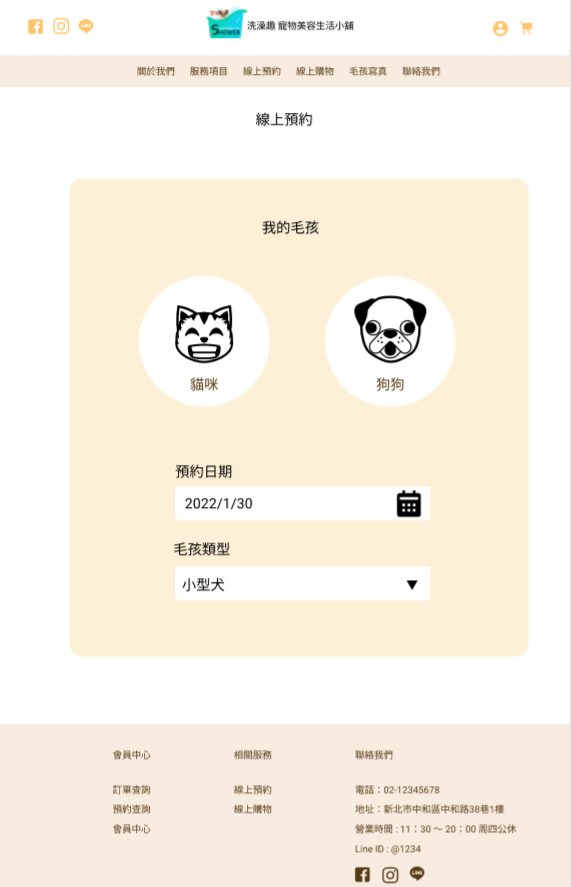 LINE
SHOWER
洗澡趣 寵物美容生活小舖
關於我們 服務項目 線上預約 線上購物 毛孩寫真 聯絡我們
線上預約
我的毛孩
貓咪 狗狗
預約日期
2022/1/30
毛孩類型
小型犬 ▼
會員中心 相關服務 聯絡我們
訂單查詢 線上預約 電話：02-12345678
預約查詢 線上購物 地址：新北市中和區中和路38巷1樓
會員中心 營業時間 : 11：30 ～ 20：00 周四公休
Line ID : @1234
LINE